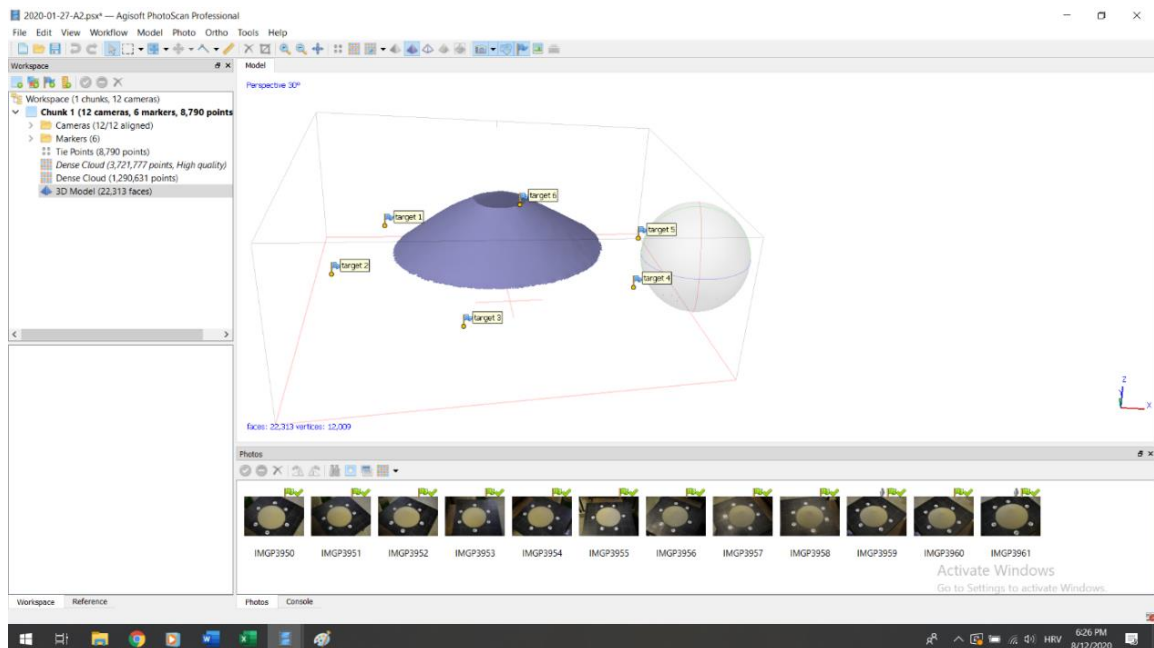 2020-01-27-A2.psx* — Agisoft PhotoScan Professional
File Edit View Workflow Model Photo Ortho Tools Help
Workspace
Model
Perspective 30°
Workspace (1 chunks, 12 cameras)
Chunk 1 (12 cameras, 6 markers, 8,790 points
Cameras (12/12 aligned)
Markers (6)
Tie Points (8,790 points)
Dense Cloud (3,721,777 points, High quality)
Dense Cloud (1,290,631 points)
3D Model (22,313 faces)
target 6
target 1
target 5
target 2
target 4
target 3
Z
X
faces: 22,313 vertices: 12,009
Photos
IMGP3950 IMGP3951 IMGP3952 IMGP3953 IMGP3954 IMGP3955 IMGP3956 IMGP3957 IMGP3958 IMGP3959 IMGP3960 IMGP3961
Activate Windows
Go to Settings to activate Windows.
Workspace Reference
Photos Console
HRV
6:26 PM
8/12/2020